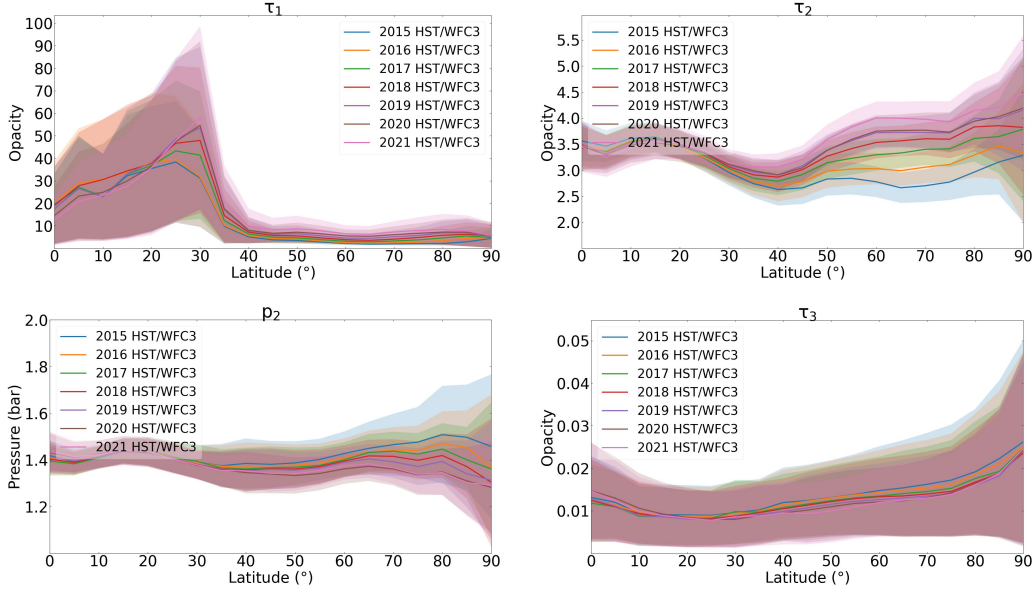 τ1
100
90
80
70
60
50
40
30
20
10
Opacity
0 10 20 30 40 50 60 70 80 90
Latitude (°)
2015 HST/WFC3
2016 HST/WFC3
2017 HST/WFC3
2018 HST/WFC3
2019 HST/WFC3
2020 HST/WFC3
2021 HST/WFC3
τ2
5.5
5.0
4.5
4.0
3.5
3.0
2.5
2.0
Opacity
0 10 20 30 40 50 60 70 80 90
Latitude (°)
2015 HST/WFC3
2016 HST/WFC3
2017 HST/WFC3
2018 HST/WFC3
2019 HST/WFC3
2020 HST/WFC3
2021 HST/WFC3
p2
2.0
1.8
1.6
1.4
1.2
Pressure (bar)
0 10 20 30 40 50 60 70 80 90
Latitude (°)
2015 HST/WFC3
2016 HST/WFC3
2017 HST/WFC3
2018 HST/WFC3
2019 HST/WFC3
2020 HST/WFC3
2021 HST/WFC3
τ3
0.05
0.04
0.03
0.02
0.01
Opacity
0 10 20 30 40 50 60 70 80 90
Latitude (°)
2015 HST/WFC3
2016 HST/WFC3
2017 HST/WFC3
2018 HST/WFC3
2019 HST/WFC3
2020 HST/WFC3
2021 HST/WFC3